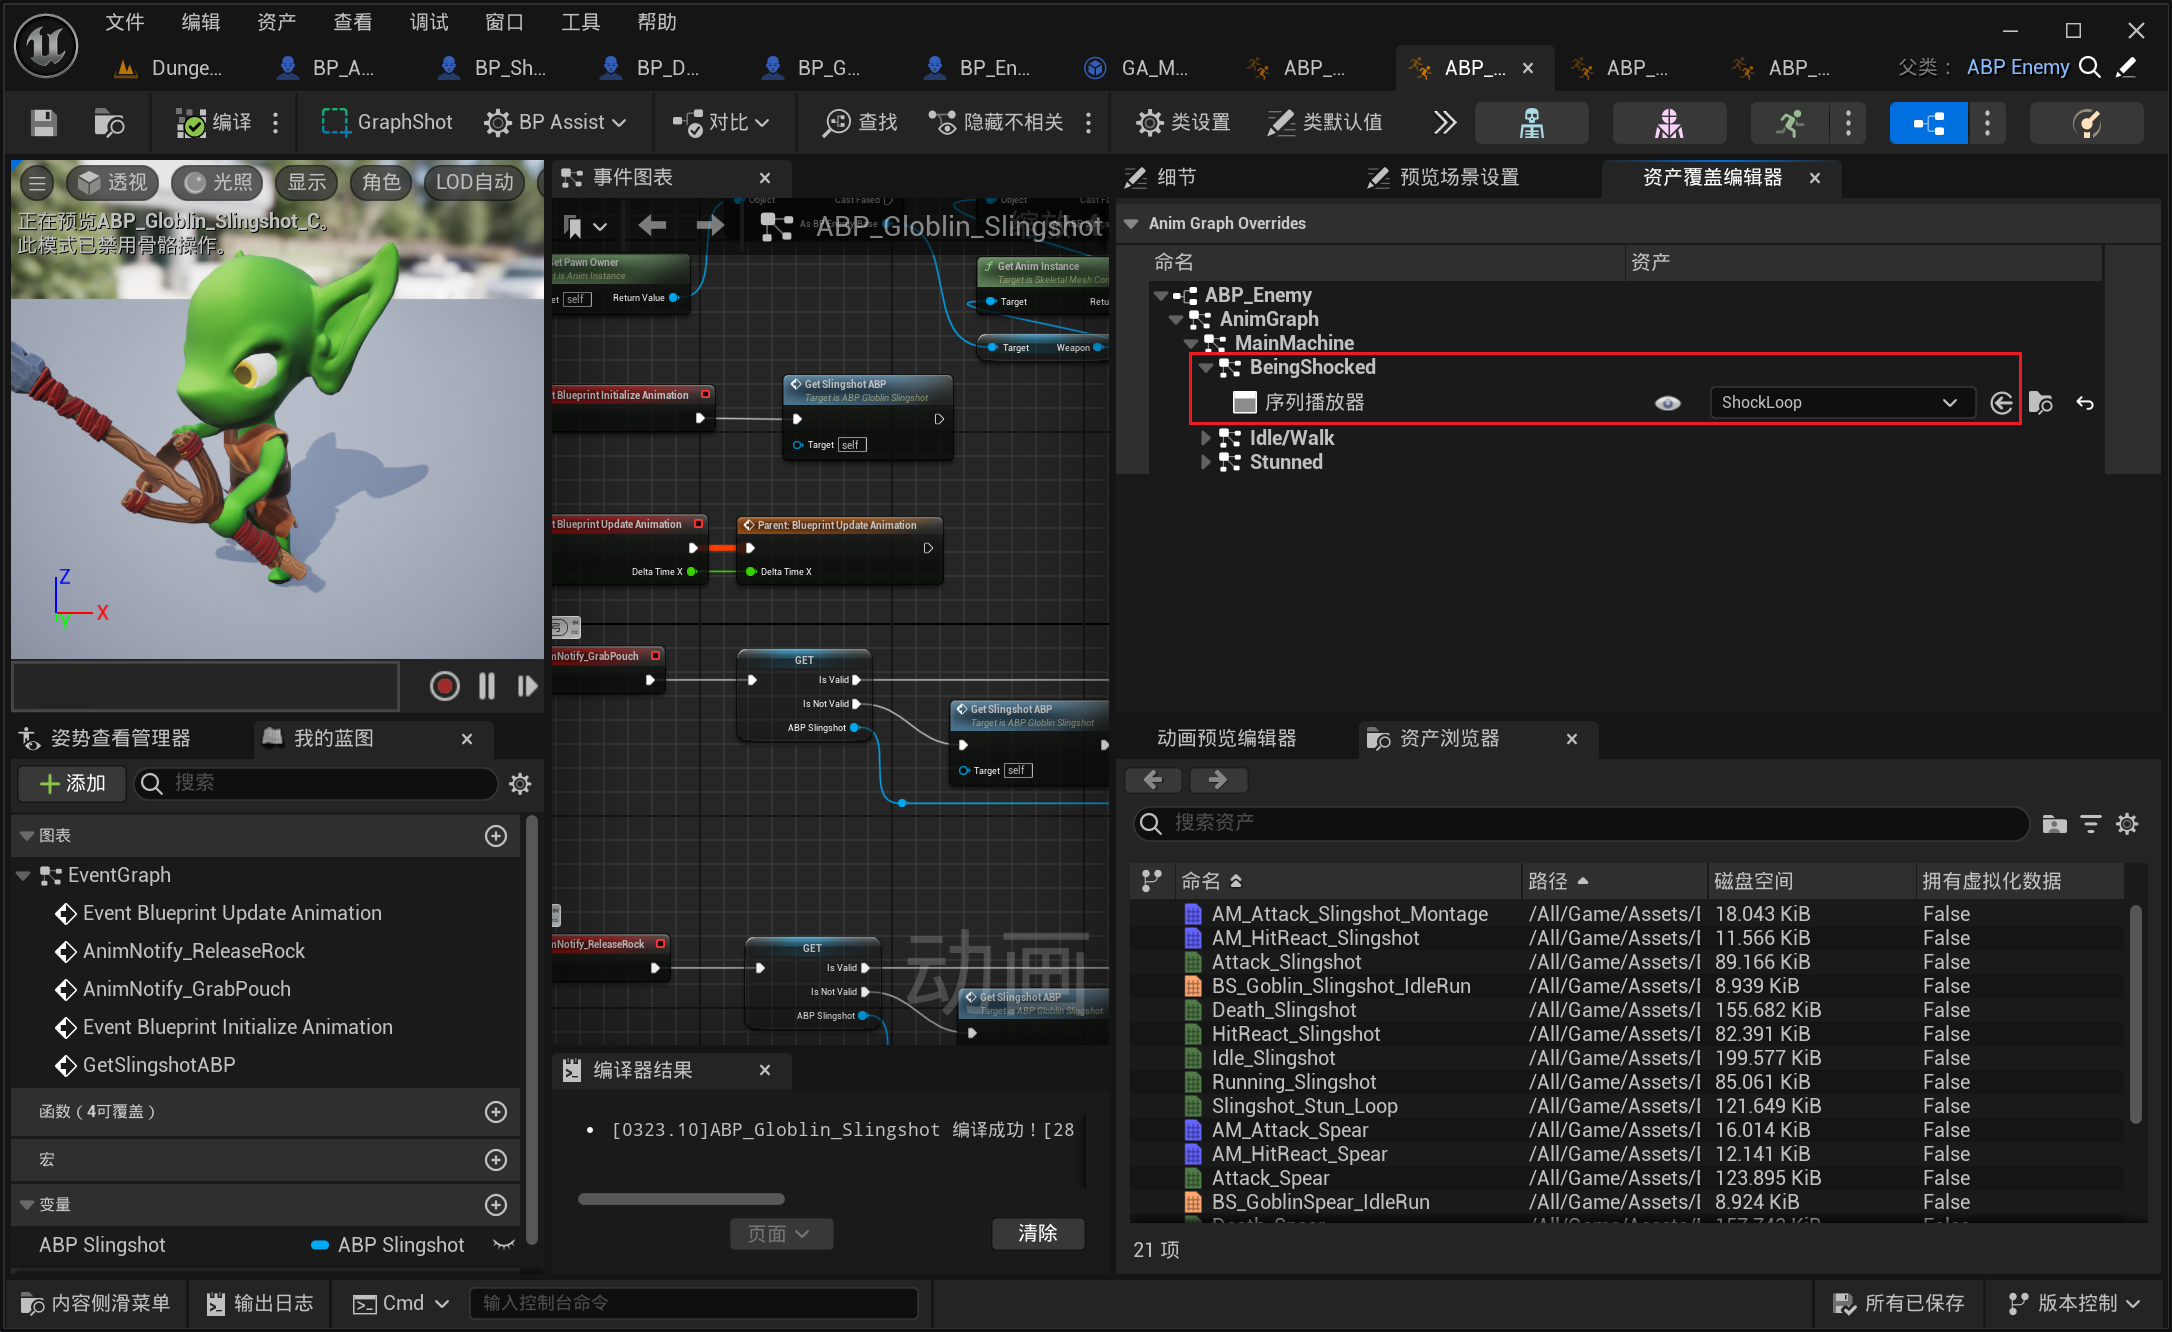 文件 编辑 资产 查看 调试 窗口 工具 帮助
Dunge... BP_A... BP_Sh... BP_D... BP_G... BP_En... GA_M... ABP_... ABP_... ABP_... ABP_... 父类： ABP Enemy
编译 GraphShot BP Assist 对比 查找 隐藏不相关 类设置 类默认值
透视 光照 显示 角色 LOD自动
正在预览ABP_Globlin_Slingshot_C。
此模式已禁用骨骼操作。
Z
X
Y
姿势查看管理器 我的蓝图
添加 搜索
图表
EventGraph
Event Blueprint Update Animation
AnimNotify_ReleaseRock
AnimNotify_GrabPouch
Event Blueprint Initialize Animation
GetSlingshotABP
函数（4可覆盖）
宏
变量
ABP Slingshot ABP Slingshot
事件图表
ABP_Globlin_Slingshot
Object Cast Failed Object Cast Fa
Get Pawn Owner
t is Anim Instance
et self Return Value
Get Anim Instance
Target is Skeletal Mesh Con
Target Retu
Target Weapon
t Blueprint Initialize Animation
Get Slingshot ABP
Target is ABP Globlin Slingshot
Target self
t Blueprint Update Animation
Delta Time X
Parent: Blueprint Update Animation
Delta Time X
mNotify_GrabPouch
GET
Is Valid
Is Not Valid
ABP Slingshot
Get Slingshot ABP
Target is ABP Globlin Slingshot
Target self
mNotify_ReleaseRock
GET
Is Valid
Is Not Valid
ABP Slingshot
动画
Get Slingshot ABP
Target is ABP Globlin Slingshot
编译器结果
[0323.10]ABP_Globlin_Slingshot 编译成功！[28
页面 清除
细节 预览场景设置 资产覆盖编辑器
Anim Graph Overrides
命名 资产
ABP_Enemy
AnimGraph
MainMachine
BeingShocked
序列播放器 ShockLoop
Idle/Walk
Stunned
动画预览编辑器 资产浏览器
搜索资产
命名 路径 磁盘空间 拥有虚拟化数据
AM_Attack_Slingshot_Montage /All/Game/Assets/E 18.043 KiB False
AM_HitReact_Slingshot /All/Game/Assets/E 11.566 KiB False
Attack_Slingshot /All/Game/Assets/E 89.166 KiB False
BS_Goblin_Slingshot_IdleRun /All/Game/Assets/E 8.939 KiB False
Death_Slingshot /All/Game/Assets/E 155.682 KiB False
HitReact_Slingshot /All/Game/Assets/E 82.391 KiB False
Idle_Slingshot /All/Game/Assets/E 199.577 KiB False
Running_Slingshot /All/Game/Assets/E 85.061 KiB False
Slingshot_Stun_Loop /All/Game/Assets/E 121.649 KiB False
AM_Attack_Spear /All/Game/Assets/E 16.014 KiB False
AM_HitReact_Spear /All/Game/Assets/E 12.141 KiB False
Attack_Spear /All/Game/Assets/E 123.895 KiB False
BS_GoblinSpear_IdleRun /All/Game/Assets/E 8.924 KiB False
21 项
内容侧滑菜单 输出日志 Cmd 输入控制台命令 所有已保存 版本控制